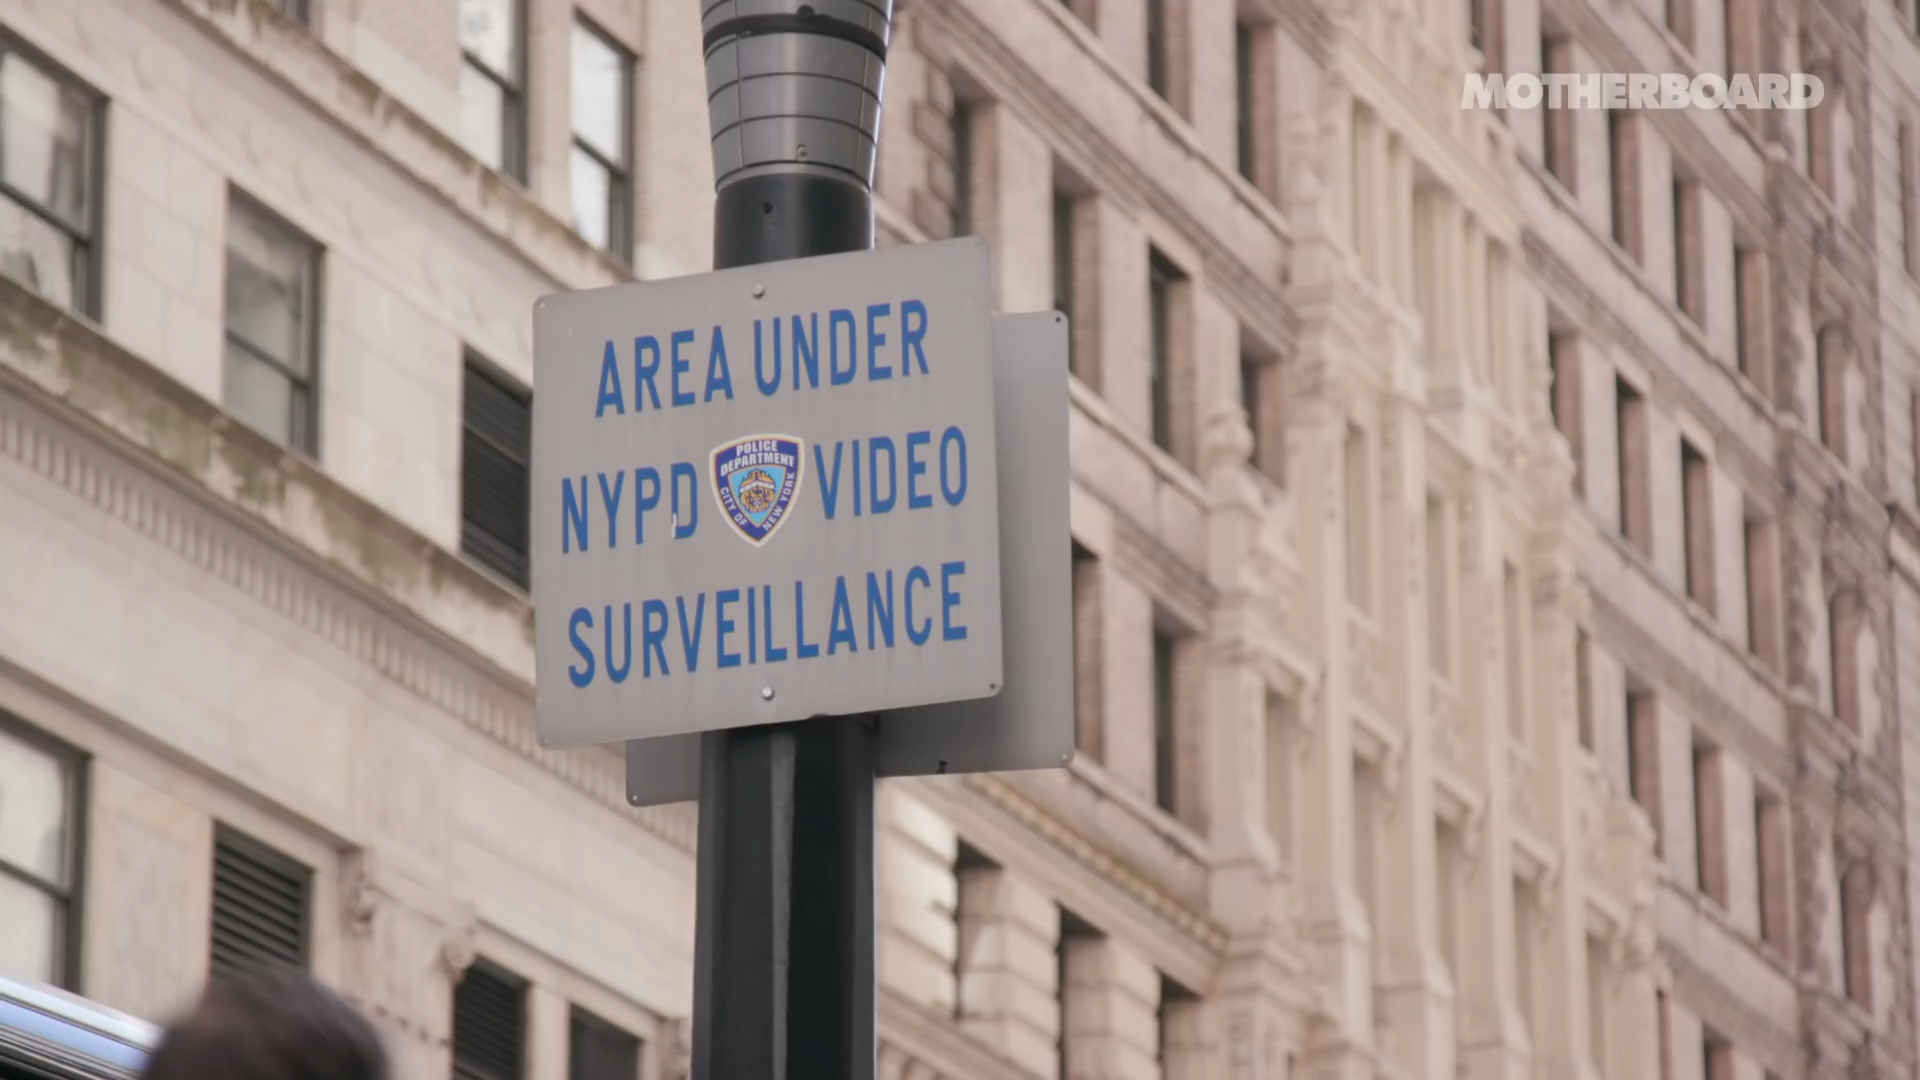 MOTHERBOARD
AREA UNDER
NYPD VIDEO
POLICE
DEPARTMENT
CITY OF NEW YORK
SURVEILLANCE